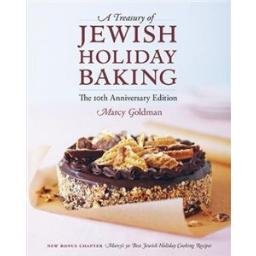 A Treasury of
JEWISH
HOLIDAY
BAKING
The 10th Anniversary Edition
Marcy Goldman
NEW BONUS CHAPTER Marcy's 30 Best Jewish Holiday Cooking Recipes